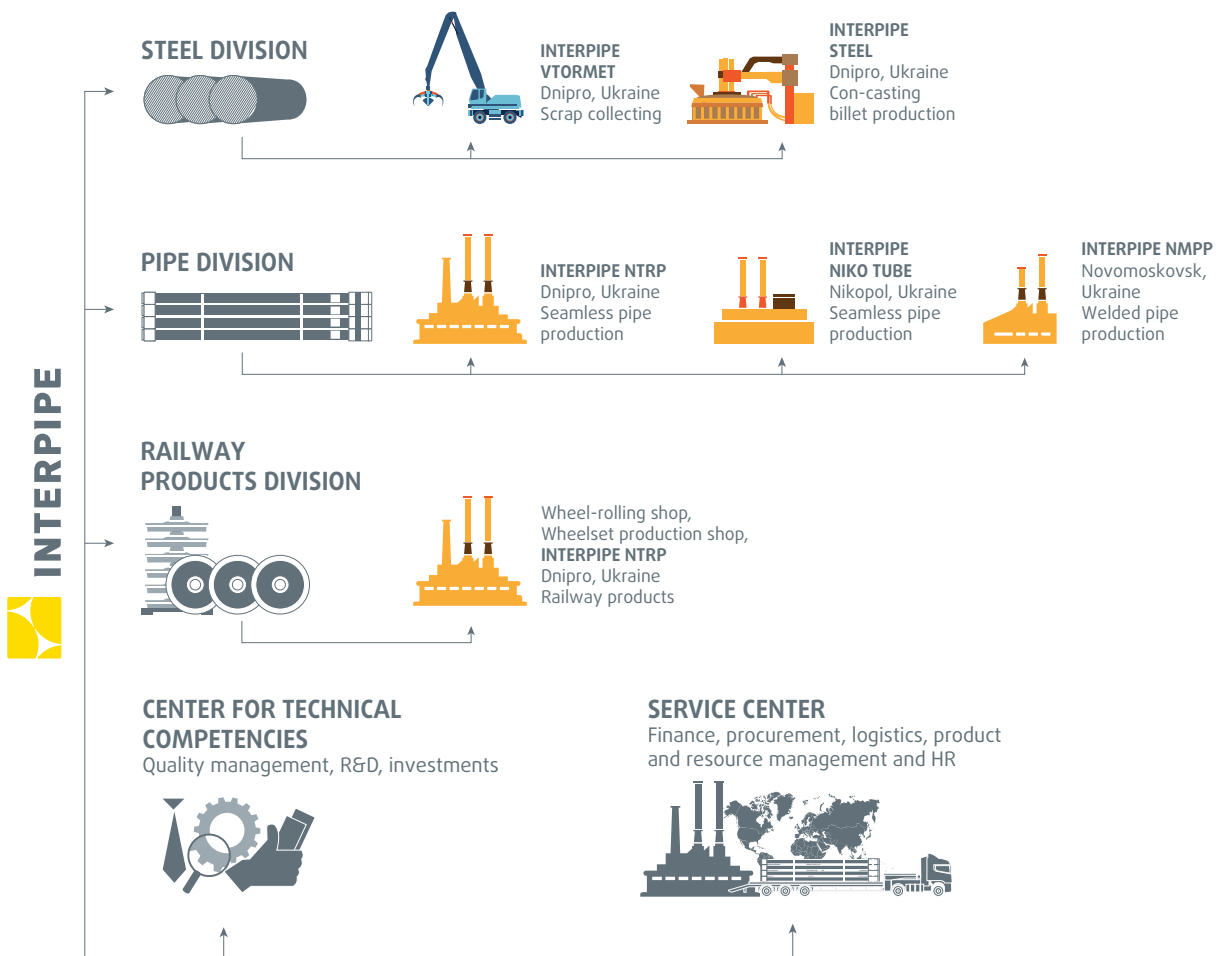 INTERPIPE
STEEL DIVISION
INTERPIPE
VTORMET
Dnipro, Ukraine
Scrap collecting
INTERPIPE
STEEL
Dnipro, Ukraine
Con-casting
billet production
PIPE DIVISION
INTERPIPE NTRP
Dnipro, Ukraine
Seamless pipe
production
INTERPIPE
NIKO TUBE
Nikopol, Ukraine
Seamless pipe
production
INTERPIPE NMPP
Novomoskovsk,
Ukraine
Welded pipe
production
RAILWAY
PRODUCTS DIVISION
Wheel-rolling shop,
Wheelset production shop,
INTERPIPE NTRP
Dnipro, Ukraine
Railway products
CENTER FOR TECHNICAL
COMPETENCIES
Quality management, R&D, investments
SERVICE CENTER
Finance, procurement, logistics, product
and resource management and HR